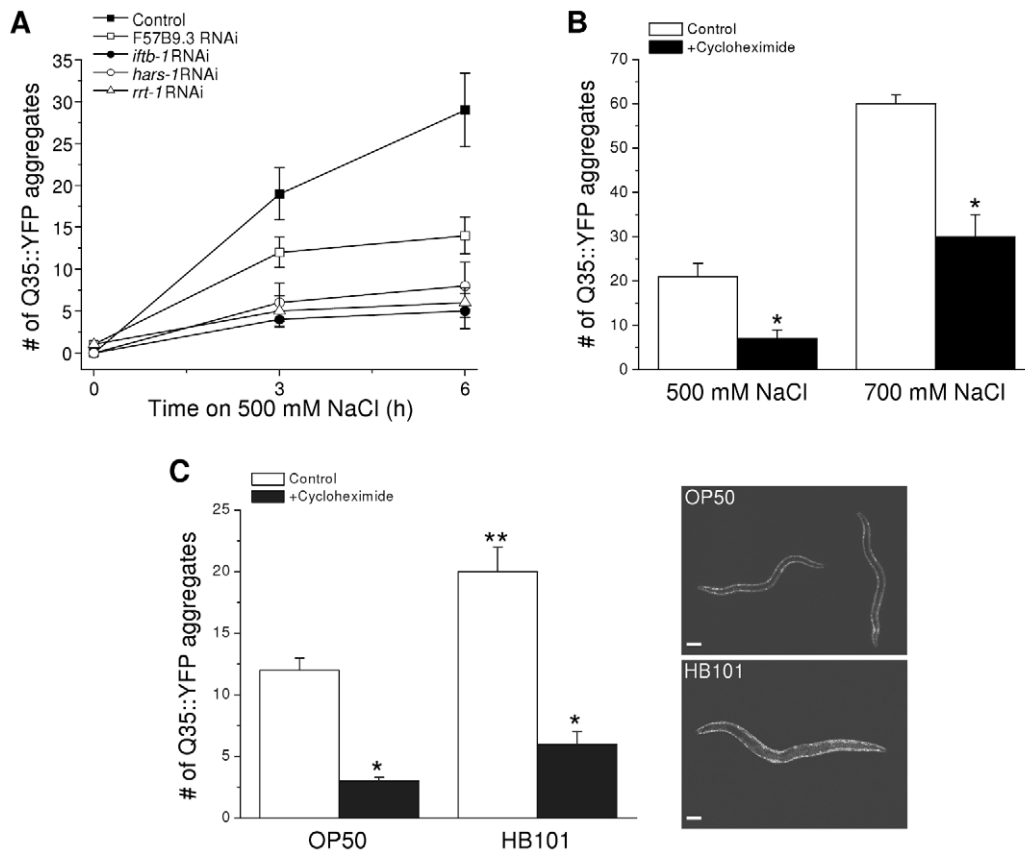 A
Control
F57B9.3 RNAi
iftb-1RNAi
hars-1RNAi
rrt-1RNAi
# of Q35::YFP aggregates
35
30
25
20
15
10
5
0
0
3
6
Time on 500 mM NaCl (h)
B
Control
+Cycloheximide
# of Q35::YFP aggregates
70
60
50
40
30
20
10
0
*
*
500 mM NaCl
700 mM NaCl
C
Control
+Cycloheximide
# of Q35::YFP aggregates
25
20
15
10
5
0
*
**
*
OP50
HB101
OP50
HB101